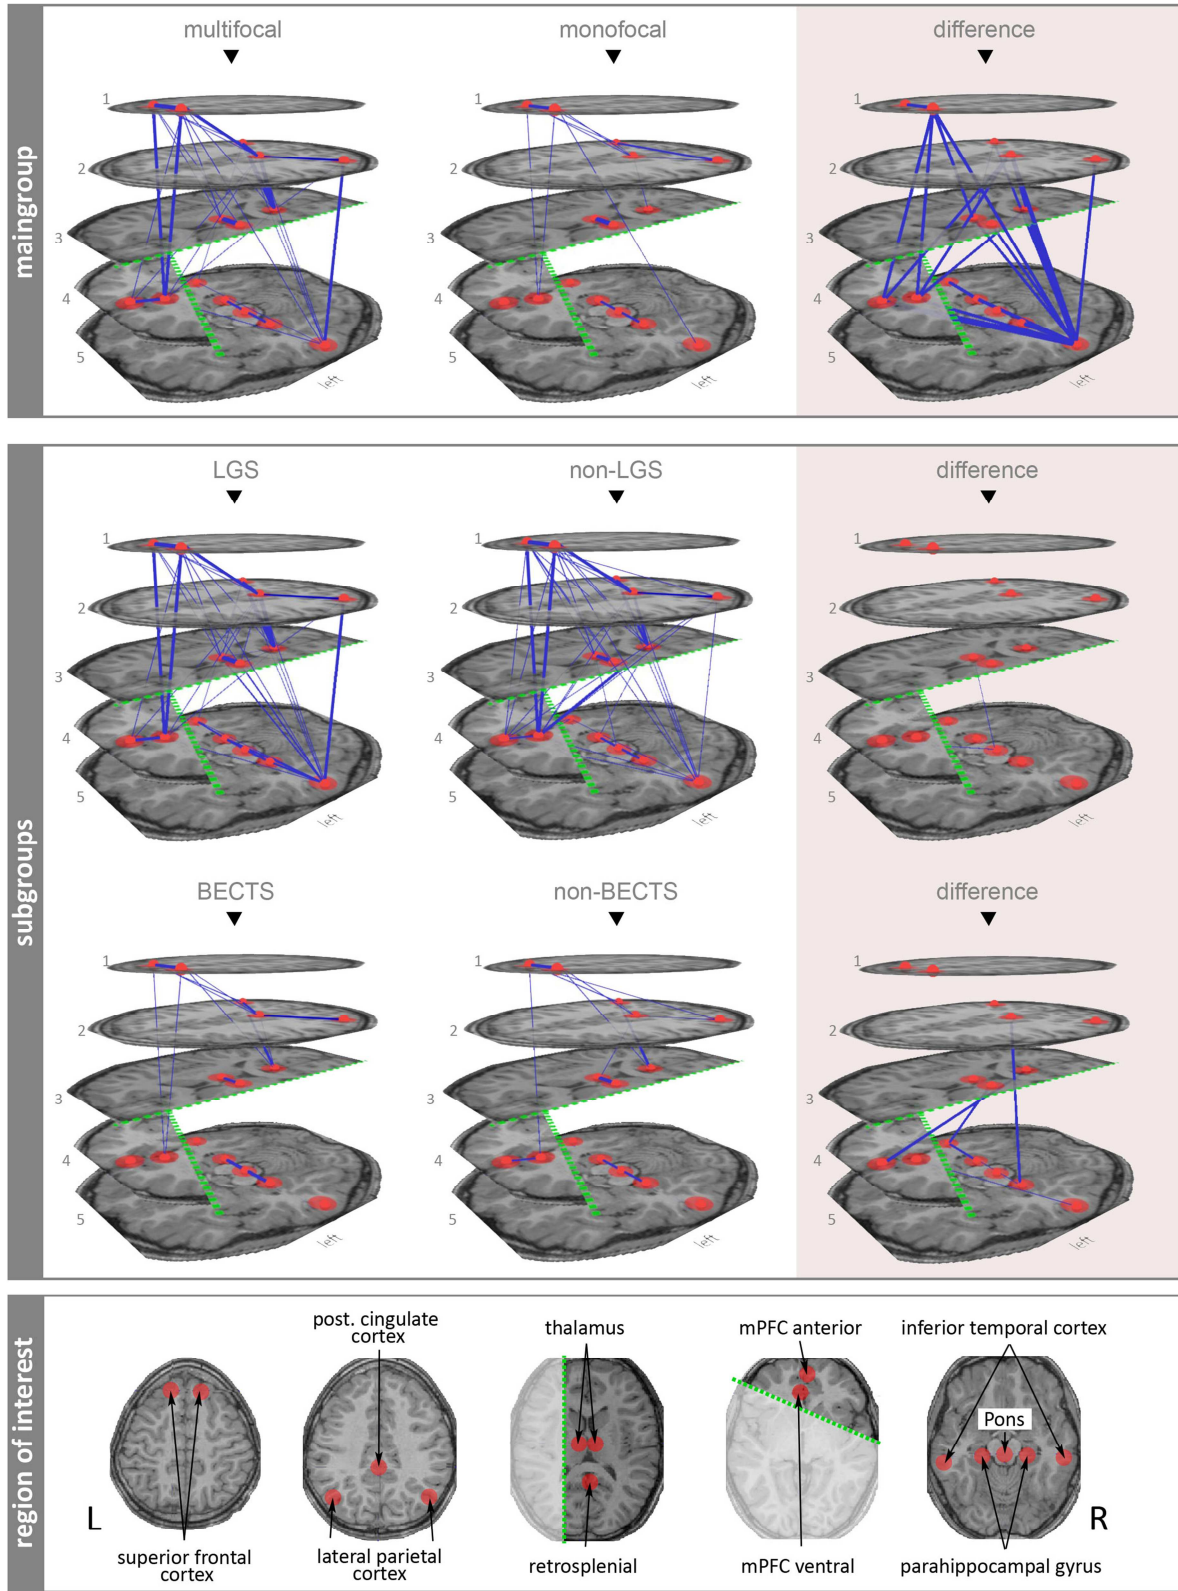 maingroup
multifocal
monofocal
difference
1
2
3
4
5
left
1
2
3
4
5
left
1
2
3
4
5
left
subgroups
LGS
non-LGS
difference
1
2
3
4
5
left
1
2
3
4
5
left
1
2
3
4
5
left
BECTS
non-BECTS
difference
1
2
3
4
5
left
1
2
3
4
5
left
1
2
3
4
5
left
region of interest
post. cingulate
cortex
thalamus
mPFC anterior
inferior temporal cortex
Pons
L
R
superior frontal
cortex
lateral parietal
cortex
retrosplenial
mPFC ventral
parahippocampal gyrus